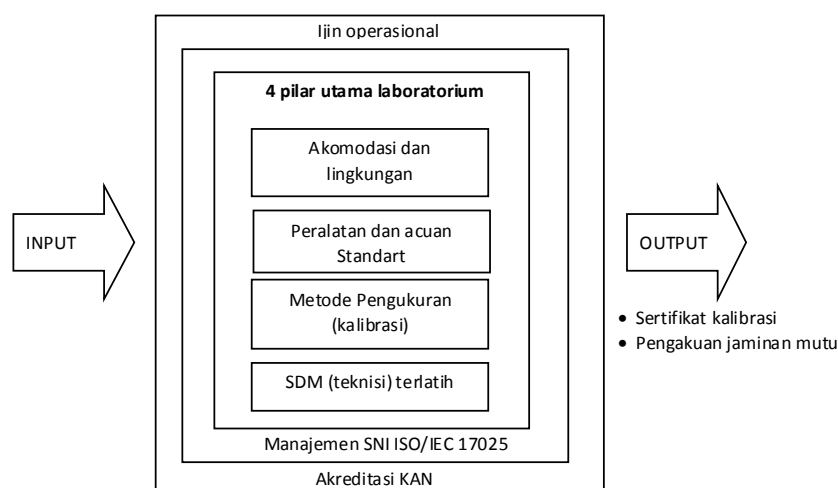 Ijin operasional
4 pilar utama laboratorium
Akomodasi dan
lingkungan
Peralatan dan acuan
Standart
Metode Pengukuran
(kalibrasi)
SDM (teknisi) terlatih
Manajemen SNI ISO/IEC 17025
Akreditasi KAN
INPUT
OUTPUT
• Sertifikat kalibrasi
• Pengakuan jaminan mutu